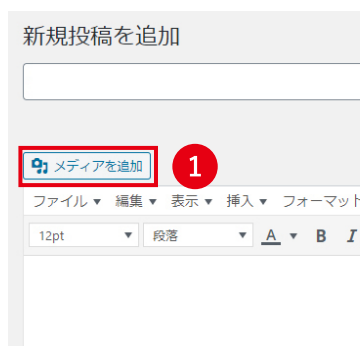 新規投稿を追加
メディアを追加
1
ファイル ▼ 編集 ▼ 表示 ▼ 挿入 ▼ フォーマット
12pt ▼ 段落 ▼ A ▼ B I